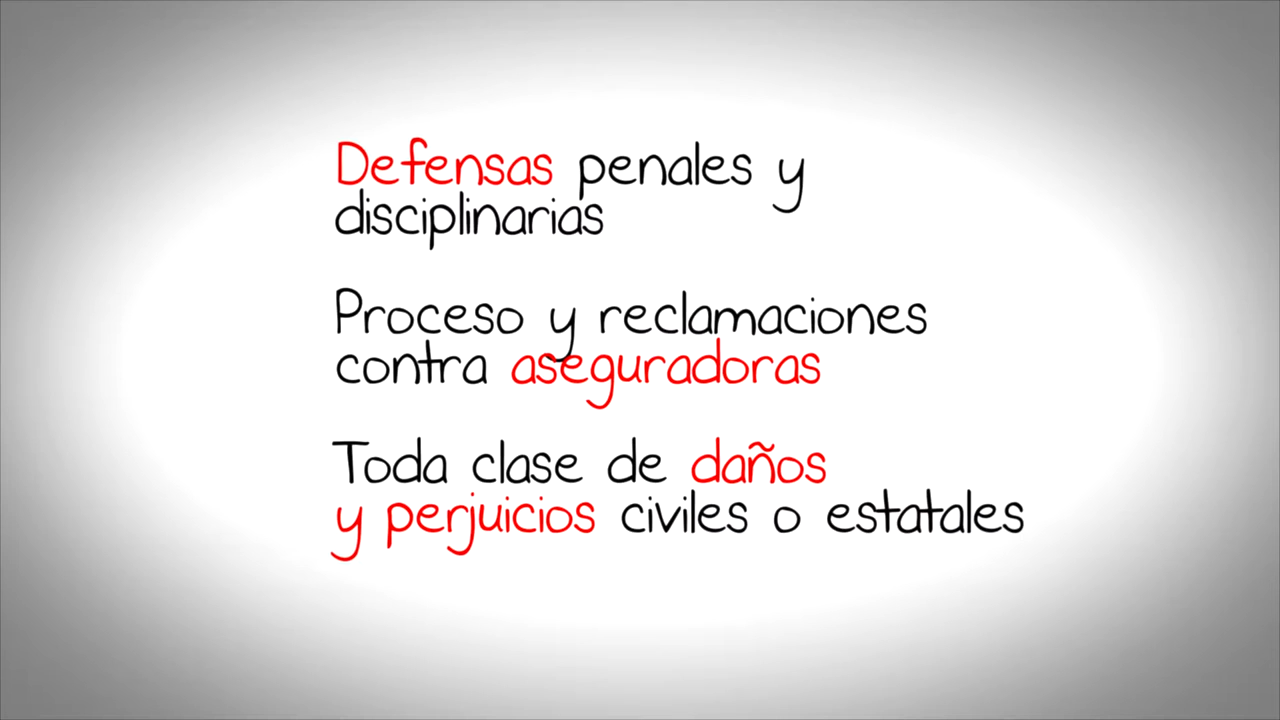 Defensas penales y
disciplinarias
Proceso y reclamaciones
contra aseguradoras
Toda clase de daños
y perjuicios civiles o estatales